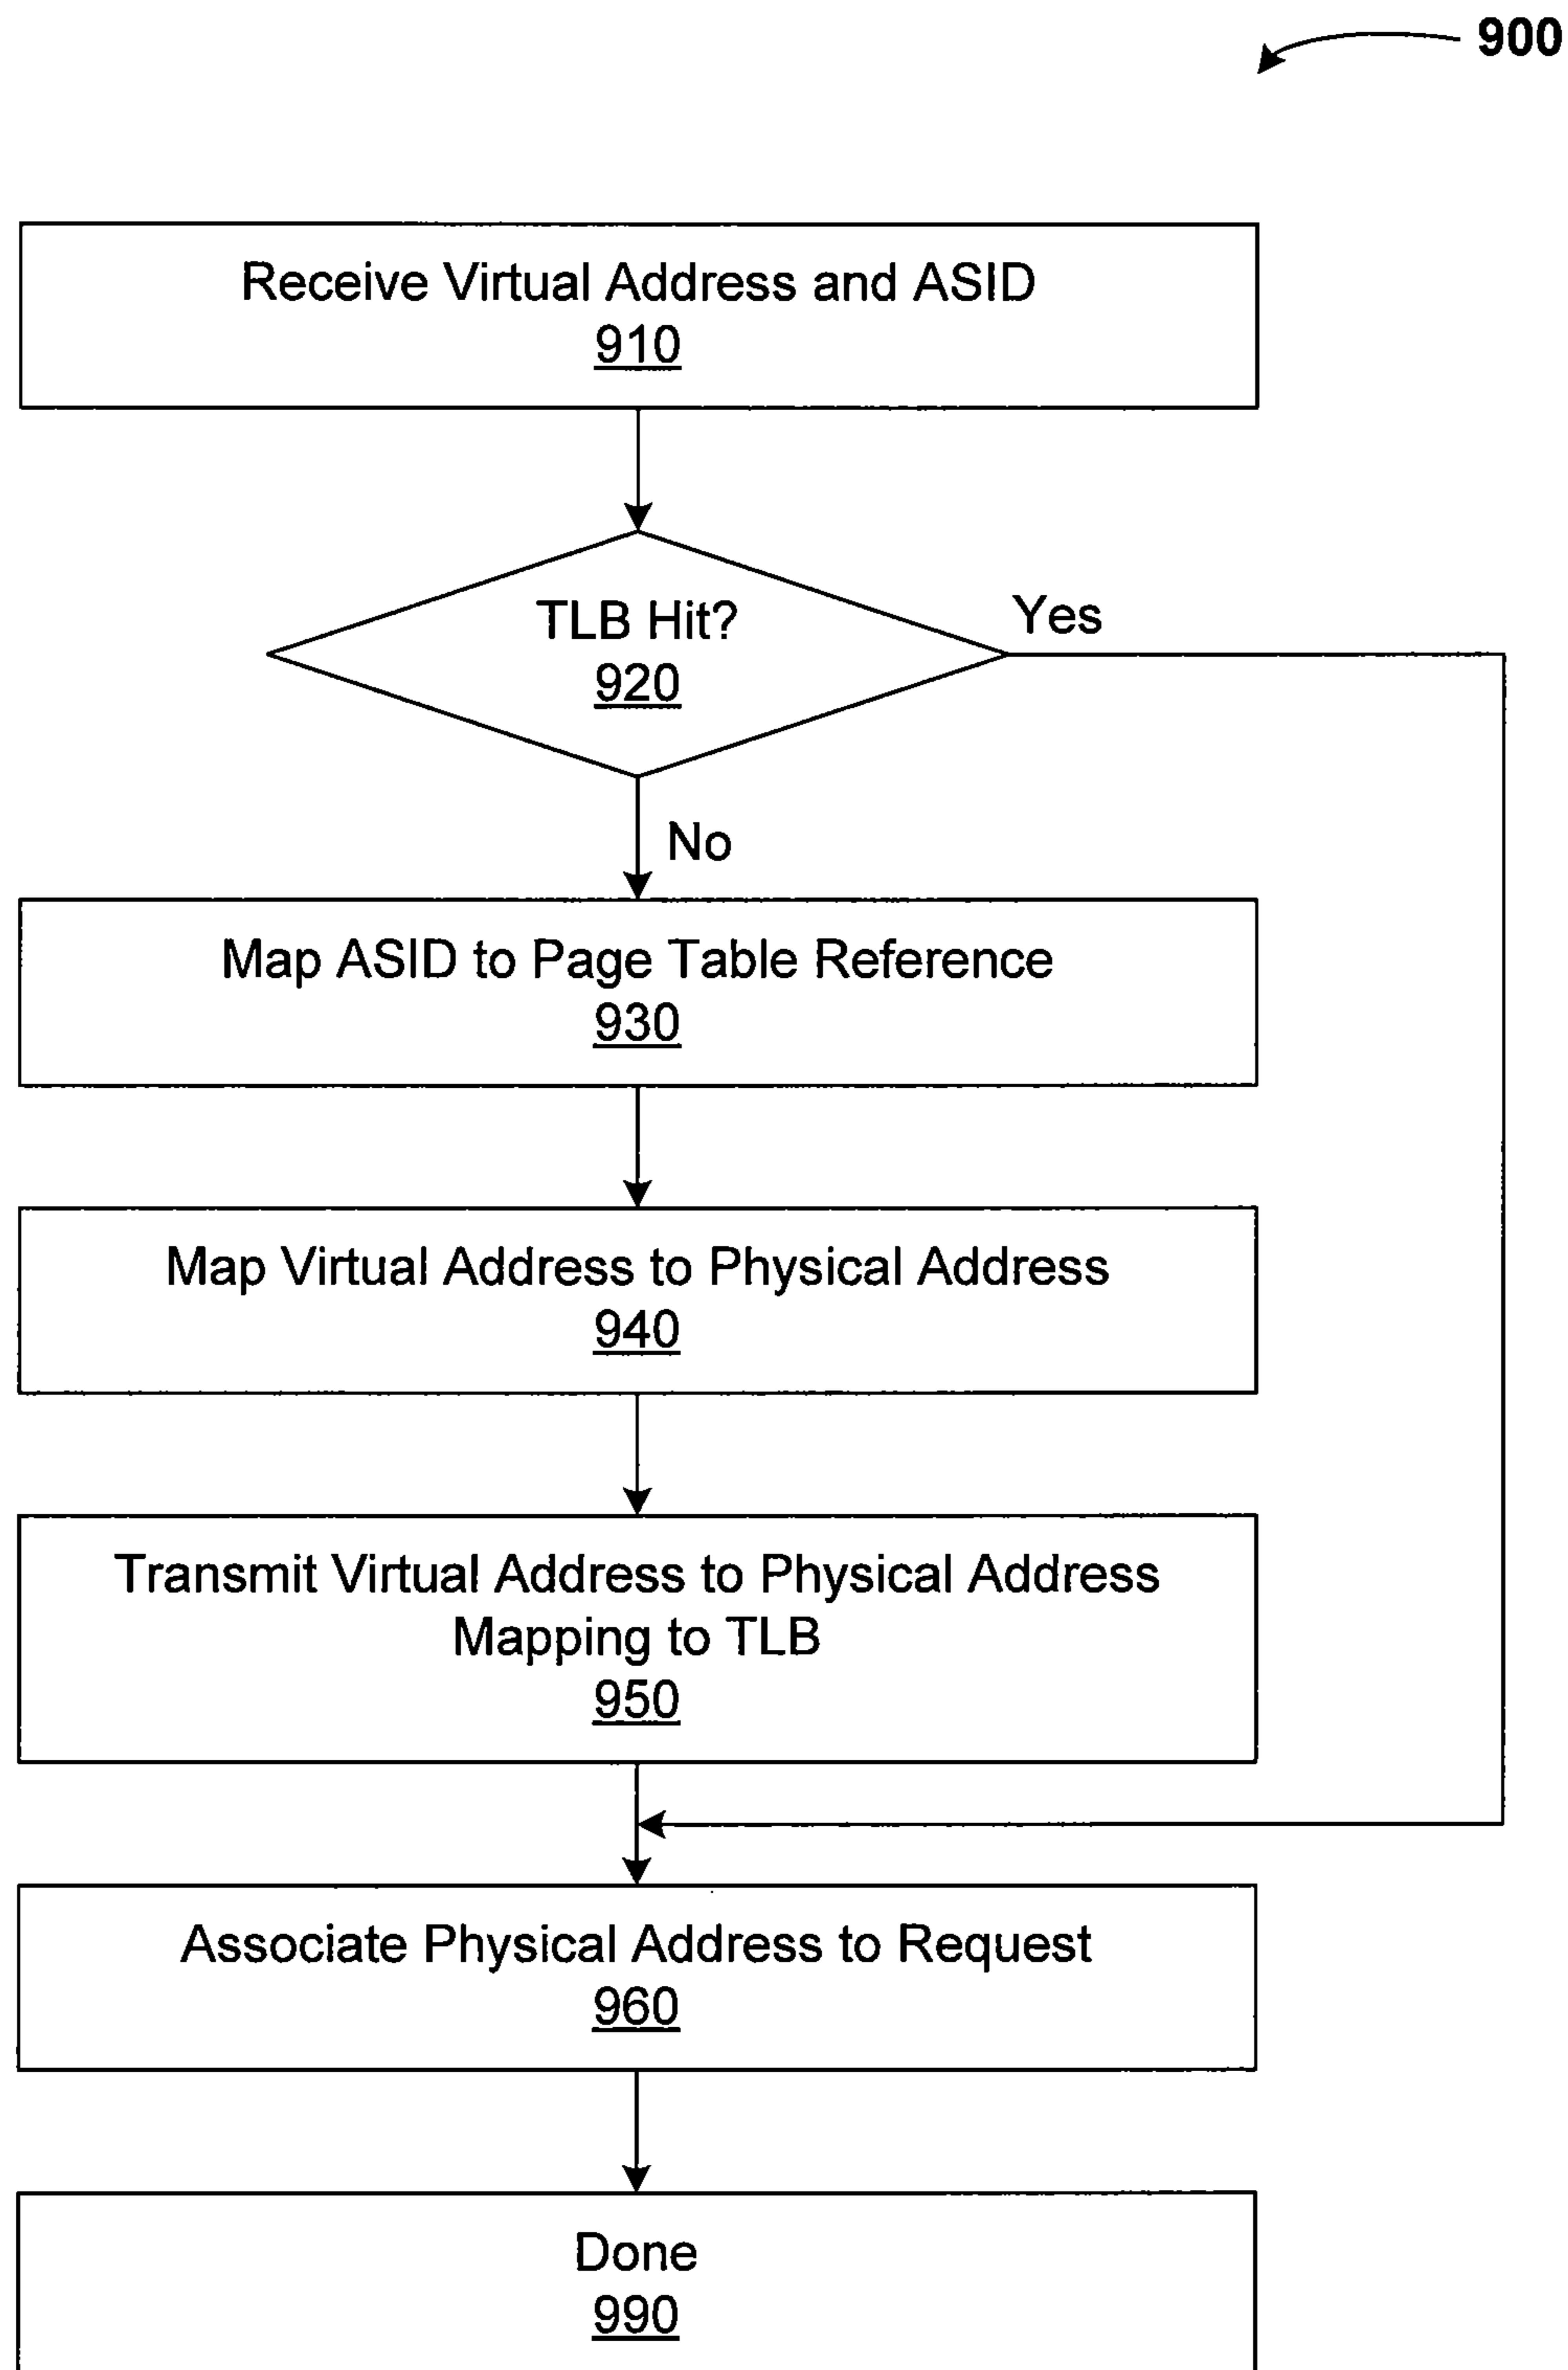 900
Receive Virtual Address and ASID
910
TLB Hit?
920
Yes
No
Map ASID to Page Table Reference
930
Map Virtual Address to Physical Address
940
Transmit Virtual Address to Physical Address
Mapping to TLB
950
Associate Physical Address to Request
960
Done
990